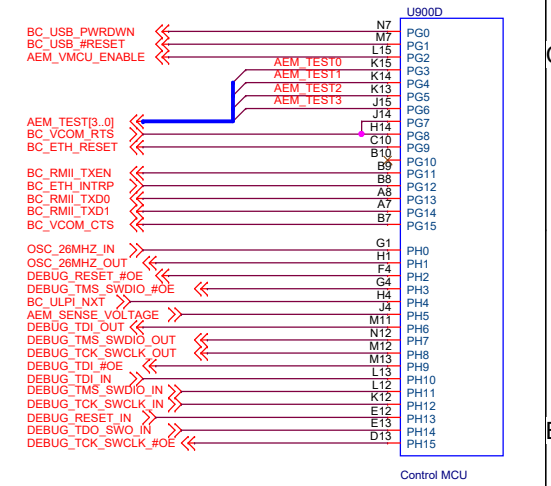 U900D
BC_USB_PWRDWN N7 PG0
BC_USB_#RESET M7 PG1
AEM_VMCU_ENABLE L15 PG2
AEM_TEST0 K15 PG3
AEM_TEST1 K14 PG4
AEM_TEST2 K13 PG5
AEM_TEST3 J15 PG6
AEM_TEST[3..0] J14 PG7
BC_VCOM_RTS H14 PG8
BC_ETH_RESET C10 PG9
B10 PG10
BC_RMII_TXEN B9 PG11
BC_ETH_INTRP B8 PG12
BC_RMII_TXD0 A8 PG13
BC_RMII_TXD1 A7 PG14
BC_VCOM_CTS B7 PG15
OSC_26MHZ_IN G1 PH0
OSC_26MHZ_OUT H1 PH1
DEBUG_RESET_#OE F4 PH2
DEBUG_TMS_SWDIO_#OE G4 PH3
BC_ULPI_NXT H4 PH4
AEM_SENSE_VOLTAGE J4 PH5
DEBUG_TDI_OUT M11 PH6
DEBUG_TMS_SWDIO_OUT N12 PH7
DEBUG_TCK_SWCLK_OUT M12 PH8
DEBUG_TDI_#OE M13 PH9
DEBUG_TDI_IN L13 PH10
DEBUG_TMS_SWDIO_IN L12 PH11
DEBUG_TCK_SWCLK_IN K12 PH12
DEBUG_RESET_IN E12 PH13
DEBUG_TDO_SWO_IN E13 PH14
DEBUG_TCK_SWCLK_#OE D13 PH15
Control MCU